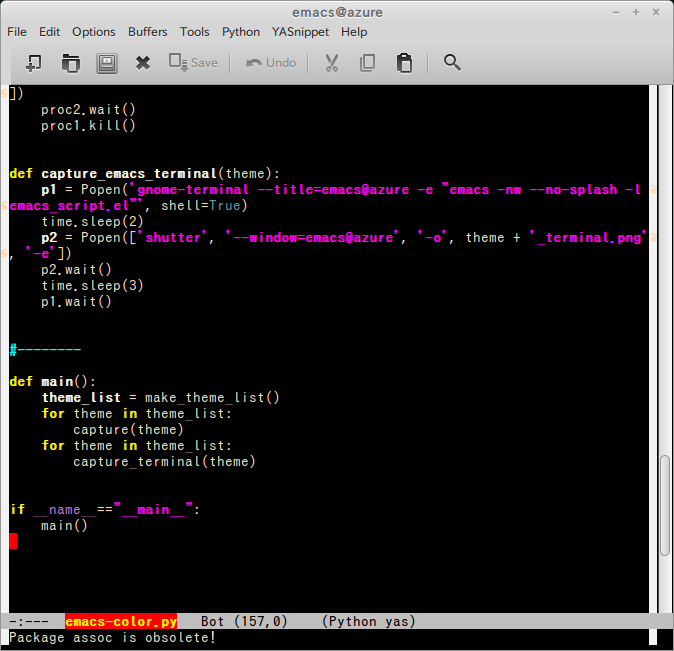 emacs@azure
File Edit Options Buffers Tools Python YASnippet Help
Save Undo
])
    proc2.wait()
    proc1.kill()
def capture_emacs_terminal(theme):
    p1 = Popen('gnome-terminal --title=emacs@azure -e "emacs -nw --no-splash -l
emacs_script.el"', shell=True)
    time.sleep(2)
    p2 = Popen(['shutter', '--window=emacs@azure', '-o', theme + '_terminal.png'
, '-e'])
    p2.wait()
    time.sleep(3)
    p1.wait()
#--------
def main():
    theme_list = make_theme_list()
    for theme in theme_list:
        capture(theme)
    for theme in theme_list:
        capture_terminal(theme)
if __name__=="__main__":
    main()
-:--- emacs-color.py Bot (157,0) (Python yas)
Package assoc is obsolete!